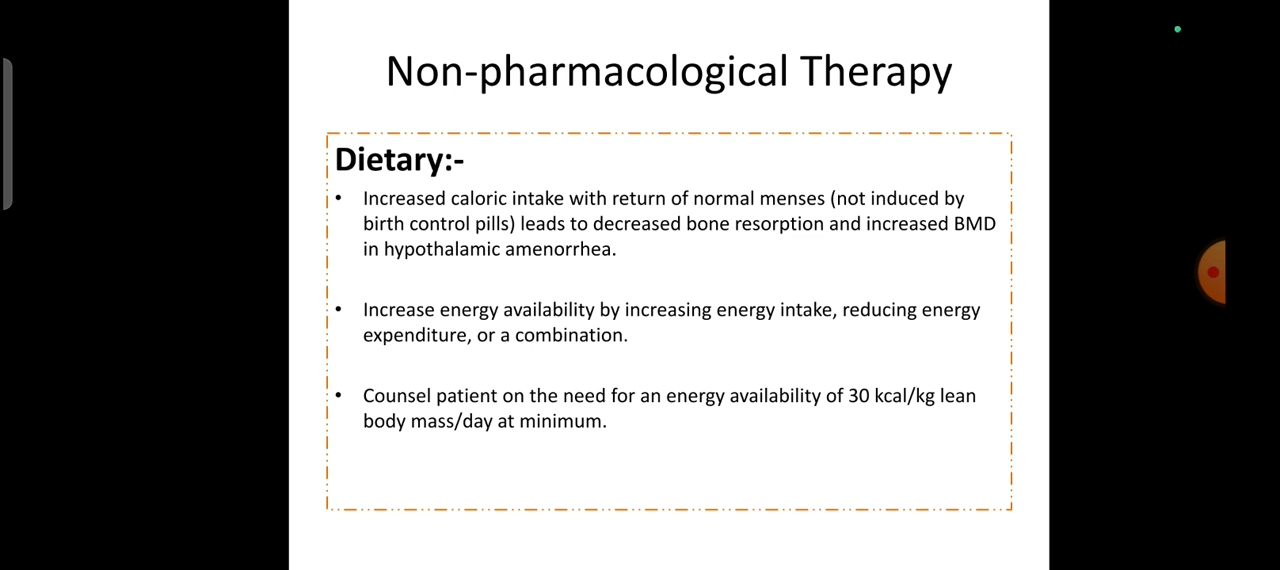 Non-pharmacological Therapy
Dietary:-
• Increased caloric intake with return of normal menses (not induced by
birth control pills) leads to decreased bone resorption and increased BMD
in hypothalamic amenorrhea.
• Increase energy availability by increasing energy intake, reducing energy
expenditure, or a combination.
• Counsel patient on the need for an energy availability of 30 kcal/kg lean
body mass/day at minimum.